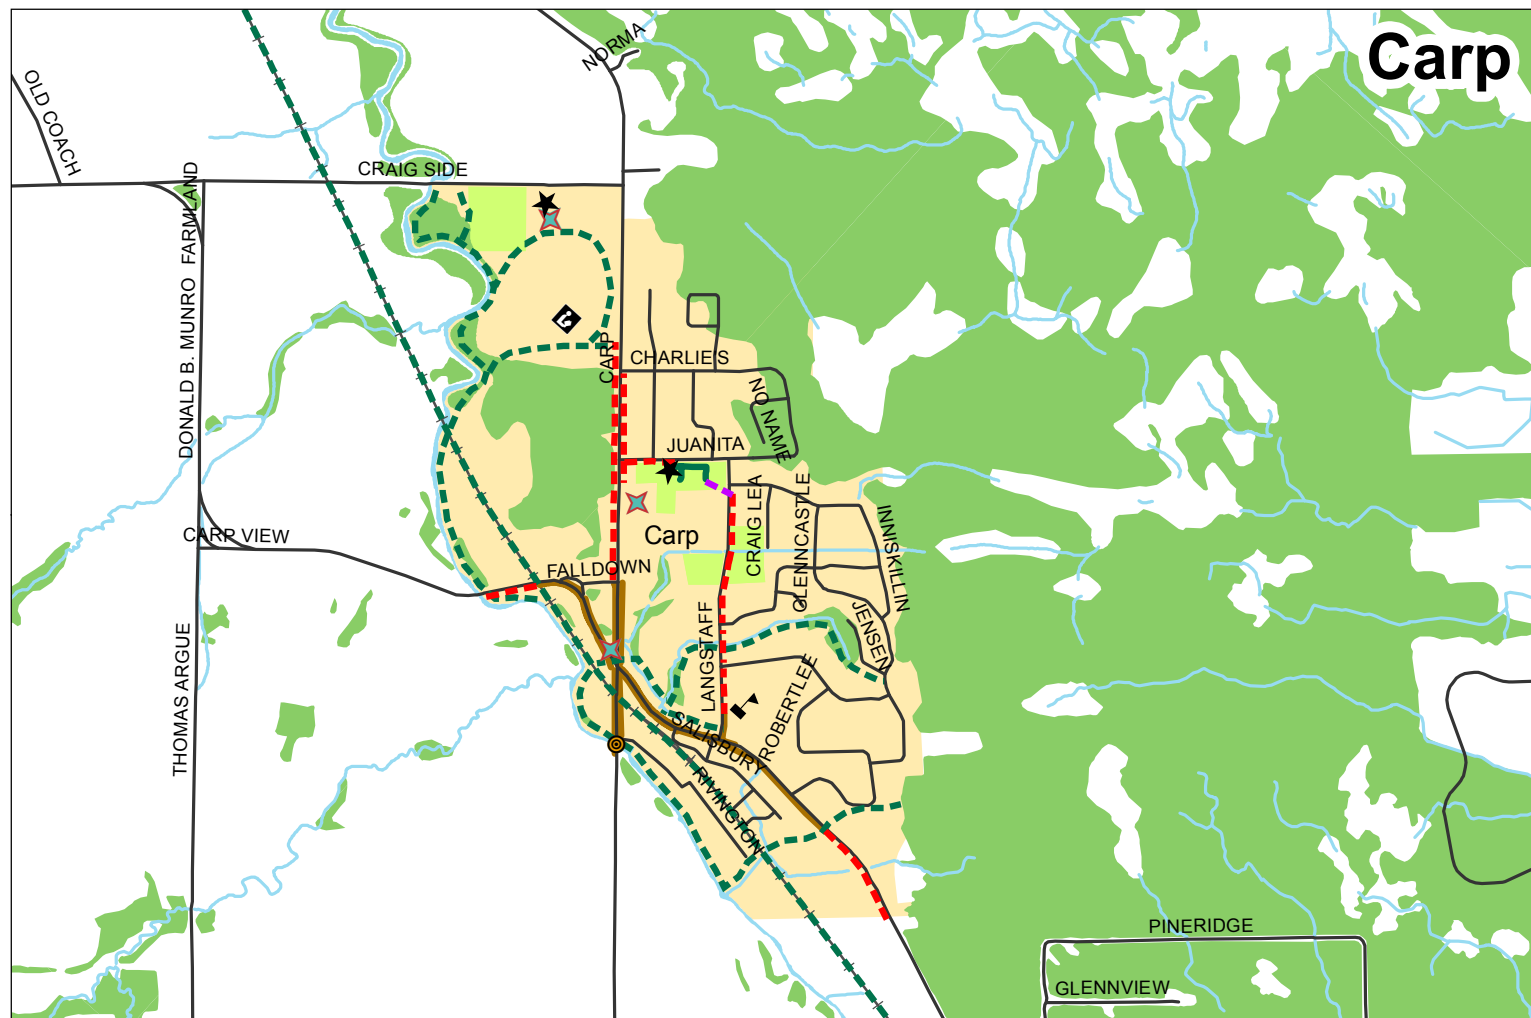 Carp
NORMA
OLD COACH
CRAIG SIDE
DONALD B. MUNRO FARMLAND
CARP
CHARLIE'S
NO NAME
JUANITA
CRAIG LEA
GLENNCASTLE
INNISKILLIN
CARP VIEW
Carp
FALLDOWN
JENSEN
LANGSTAFF
ROBERTLEE
THOMAS ARGUE
SALISBURY
RIVINGTON
PINERIDGE
GLENNVIEW